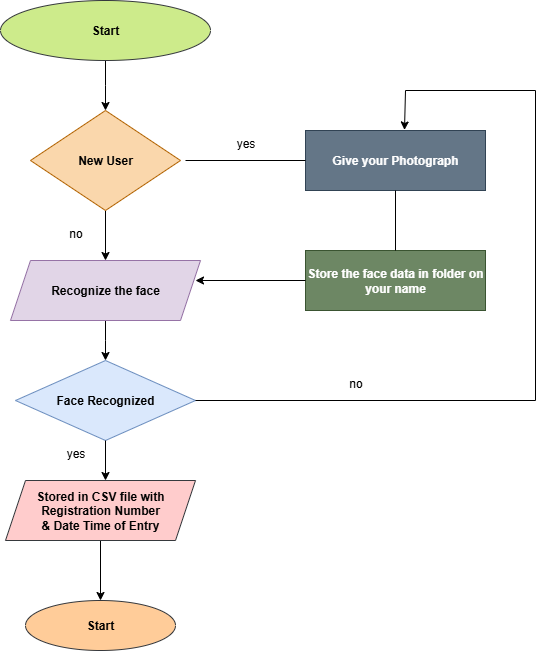 Start
New User
yes
Give your Photograph
no
Recognize the face
Store the face data in folder on
your name
Face Recognized
no
yes
Stored in CSV file with
Registration Number
& Date Time of Entry
Start